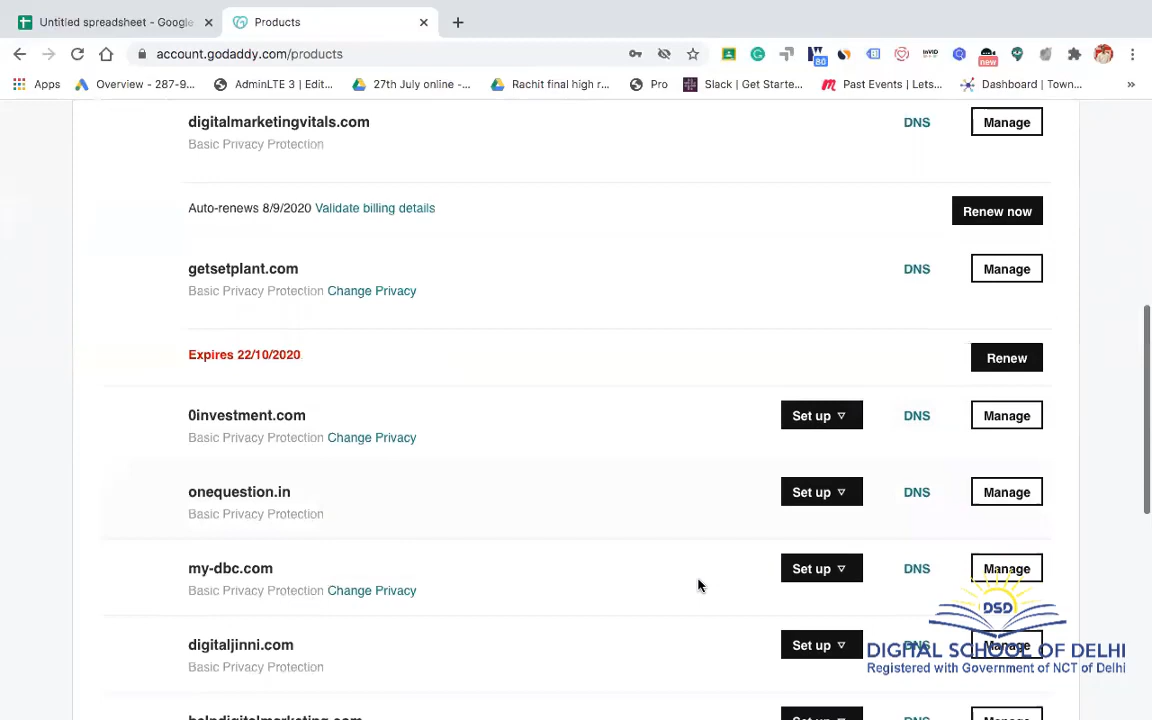 Untitled spreadsheet - Google
Products
account.godaddy.com/products
new
Apps
Overview - 287-9...
AdminLTE 3 | Edit...
27th July online -...
Rachit final high r...
Pro
Slack | Get Starte...
Past Events | Lets...
Dashboard | Town...
»
digitalmarketingvitals.com
DNS
Manage
Basic Privacy Protection
Auto-renews 8/9/2020 Validate billing details
Renew now
getsetplant.com
DNS
Manage
Basic Privacy Protection Change Privacy
Expires 22/10/2020
Renew
0investment.com
Set up
DNS
Manage
Basic Privacy Protection Change Privacy
onequestion.in
Set up
DNS
Manage
Basic Privacy Protection
my-dbc.com
Set up
DNS
Manage
Basic Privacy Protection Change Privacy
digitaljinni.com
Set up
DNS
Manage
Basic Privacy Protection
helpdigitalmarketing.com
DSD
DIGITAL SCHOOL OF DELHI
Registered with Government of NCT of Delhi